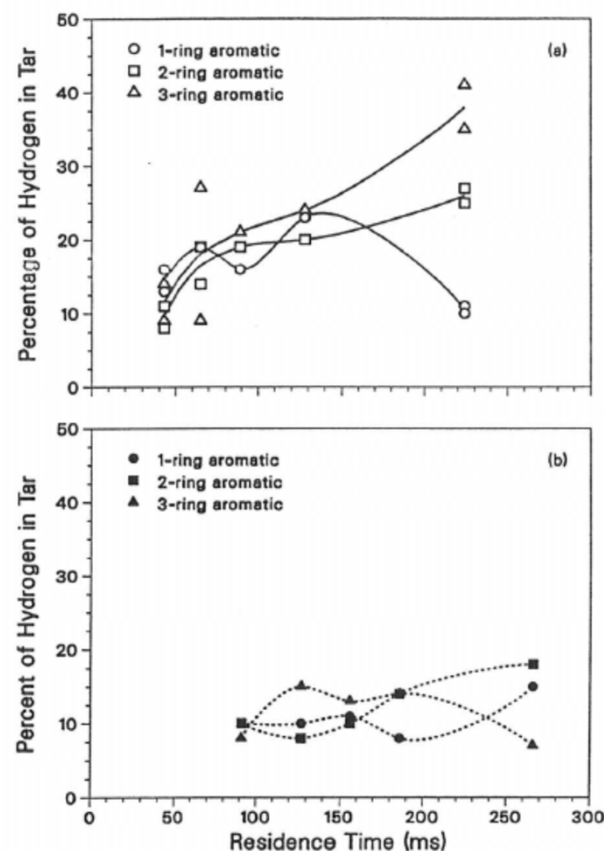 50
40
30
20
10
0
Percentage of Hydrogen in Tar
1-ring aromatic
2-ring aromatic
3-ring aromatic
(a)
50
40
30
20
10
0
Percent of Hydrogen in Tar
1-ring aromatic
2-ring aromatic
3-ring aromatic
(b)
0 50 100 150 200 250 300
Residence Time (ms)